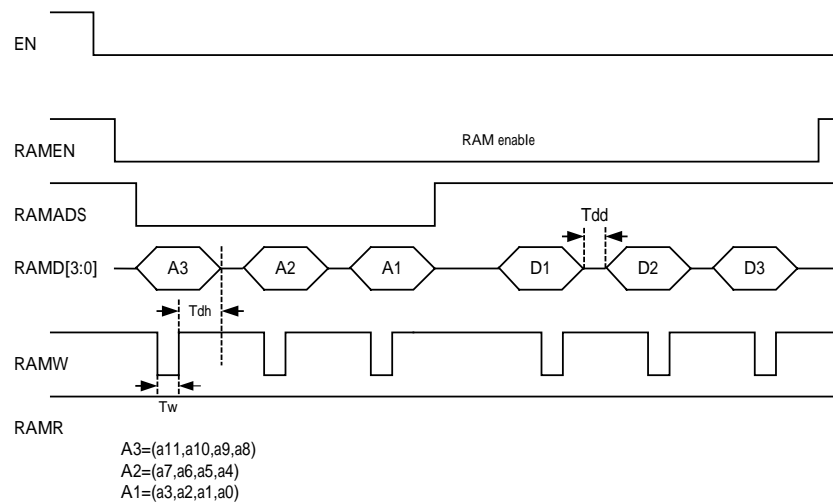 EN
RAMEN
RAM enable
RAMADS
Tdd
RAMD[3:0]
A3
A2
A1
D1
D2
D3
Tdh
RAMW
Tw
RAMR
A3=(a11,a10,a9,a8)
A2=(a7,a6,a5,a4)
A1=(a3,a2,a1,a0)